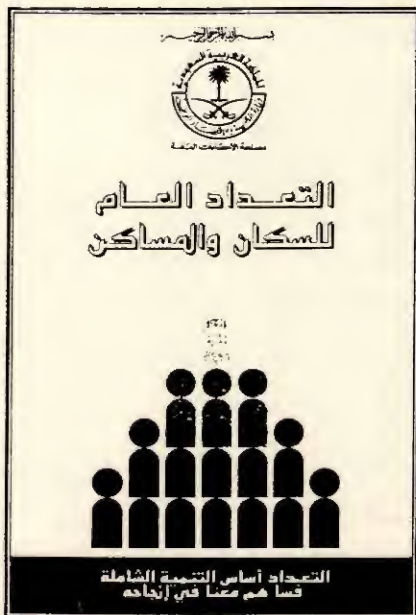 بسم الله الرحمن الرحيم
المملكة العربية السعودية
مصلحة الإحصاءات العامة
التعداد العام
للسكان والمساكن
التعداد أساس التنمية الشاملة
فساهم معنا في إنجاحه